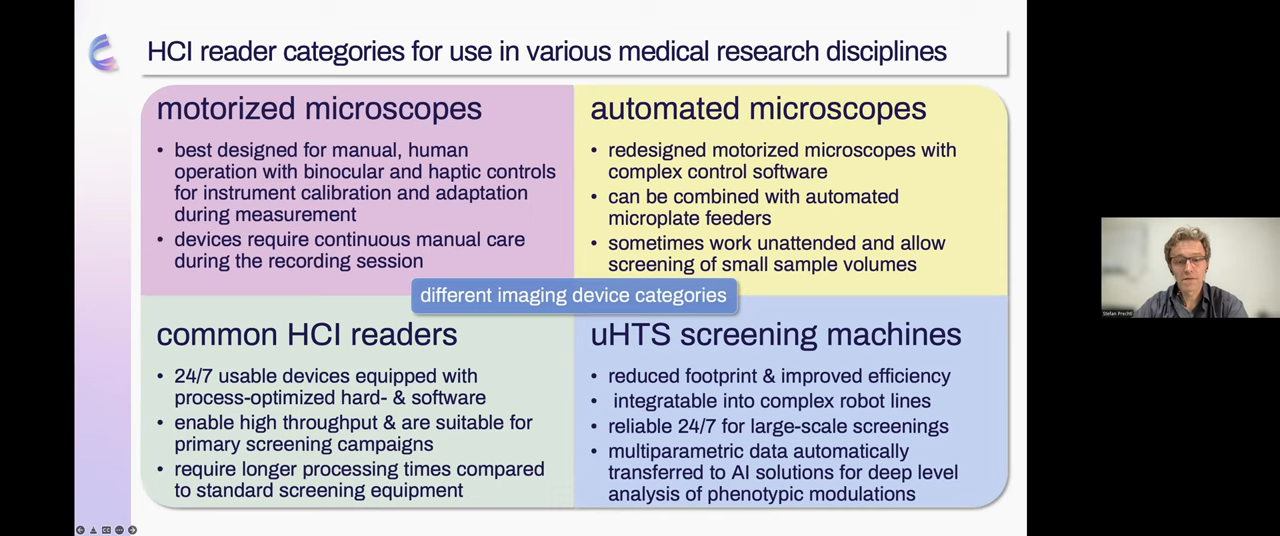 HCI reader categories for use in various medical research disciplines
motorized microscopes
• best designed for manual, human
operation with binocular and haptic controls
for instrument calibration and adaptation
during measurement
• devices require continuous manual care
during the recording session
automated microscopes
• redesigned motorized microscopes with
complex control software
• can be combined with automated
microplate feeders
• sometimes work unattended and allow
screening of small sample volumes
different imaging device categories
common HCI readers
• 24/7 usable devices equipped with
process-optimized hard- & software
• enable high throughput & are suitable for
primary screening campaigns
• require longer processing times compared
to standard screening equipment
uHTS screening machines
• reduced footprint & improved efficiency
• integratable into complex robot lines
• reliable 24/7 for large-scale screenings
• multiparametric data automatically
transferred to AI solutions for deep level
analysis of phenotypic modulations
Stefan Prechtl